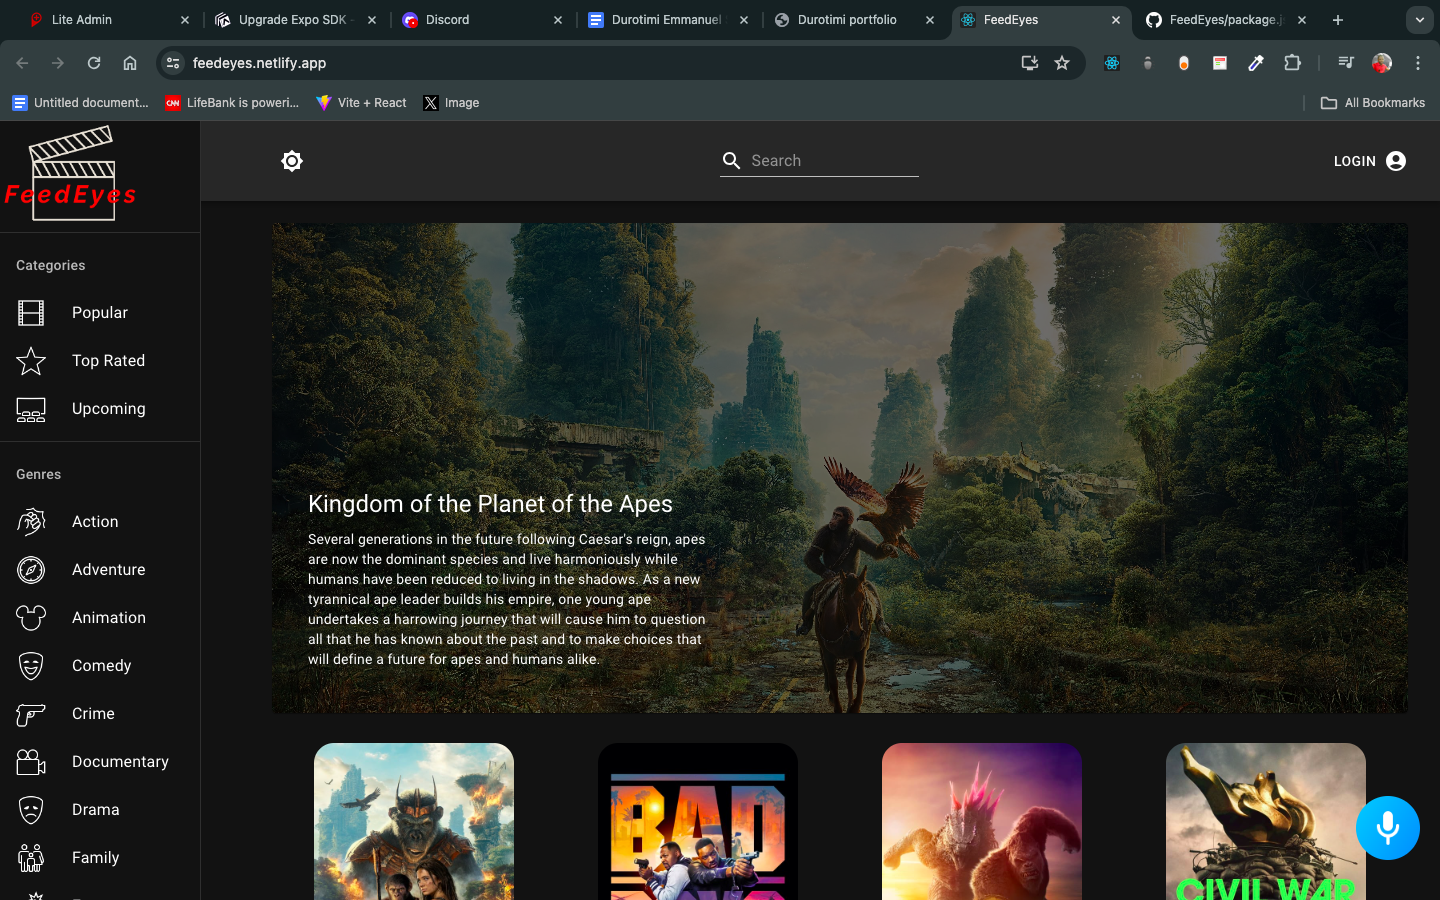 Lite Admin
Upgrade Expo SDK -
Discord
Durotimi Emmanuel
Durotimi portfolio
FeedEyes
FeedEyes/package.j
feedeyes.netlify.app
Untitled document...
CNN
LifeBank is poweri...
Vite + React
Image
All Bookmarks
FeedEyes
Search
LOGIN
Categories
Popular
Top Rated
Upcoming
Genres
Action
Adventure
Animation
Comedy
Crime
Documentary
Drama
Family
Kingdom of the Planet of the Apes
Several generations in the future following Caesar's reign, apes
are now the dominant species and live harmoniously while
humans have been reduced to living in the shadows. As a new
tyrannical ape leader builds his empire, one young ape
undertakes a harrowing journey that will cause him to question
all that he has known about the past and to make choices that
will define a future for apes and humans alike.
BAD
CIVIL WAR